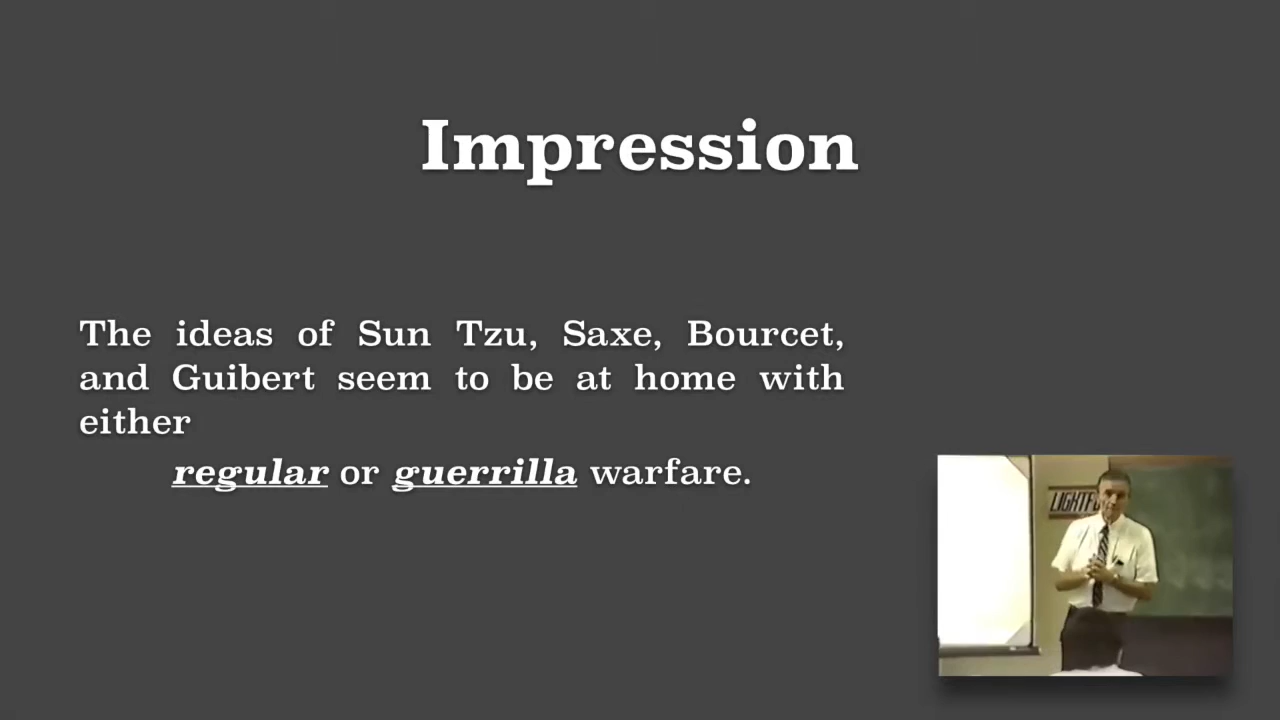 Impression
The ideas of Sun Tzu, Saxe, Bourcet,
and Guibert seem to be at home with
either
regular or guerrilla warfare.